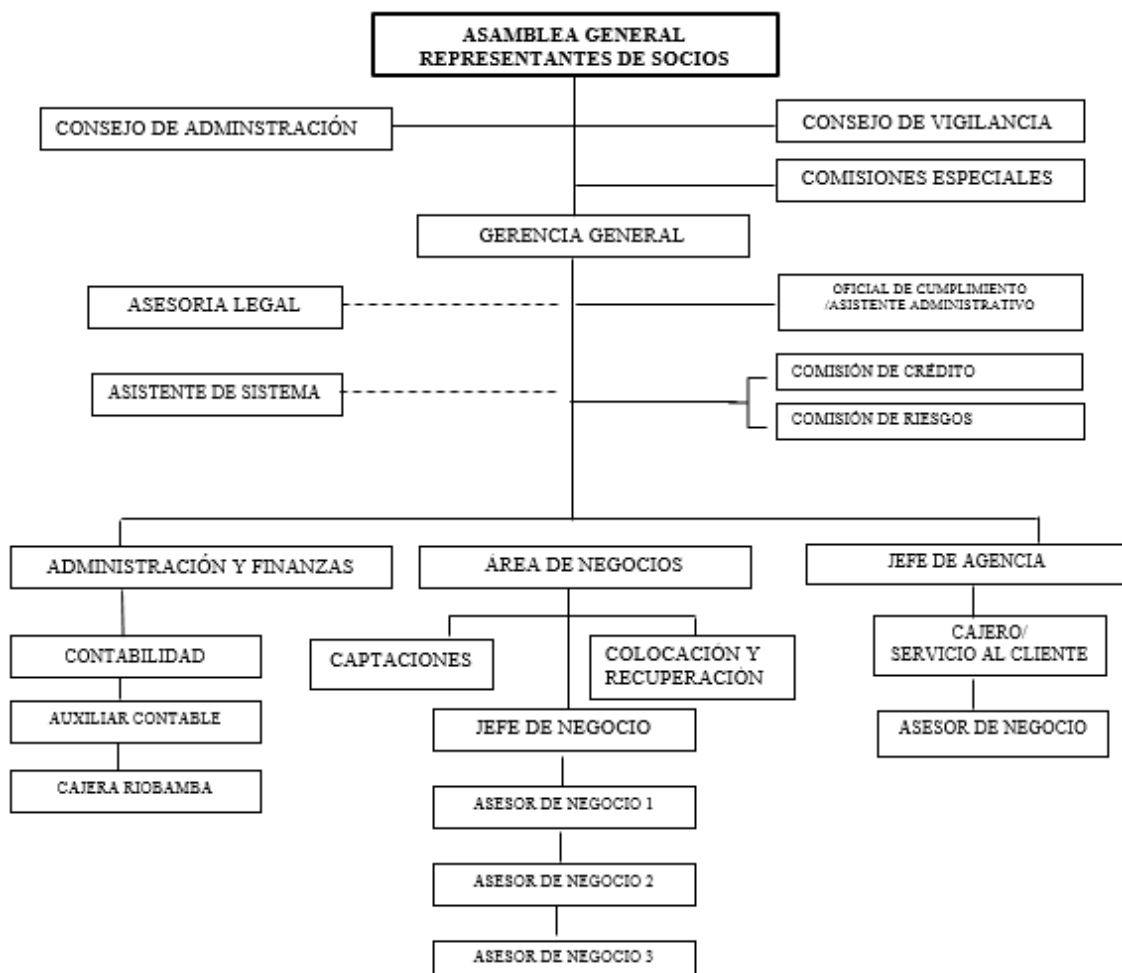 ASAMBLEA GENERAL
REPRESENTANTES DE SOCIOS
CONSEJO DE ADMINSTRACIÓN
CONSEJO DE VIGILANCIA
COMISIONES ESPECIALES
GERENCIA GENERAL
ASESORIA LEGAL
OFICIAL DE CUMPLIMIENTO
/ASISTENTE ADMINISTRATIVO
ASISTENTE DE SISTEMA
COMISIÓN DE CRÉDITO
COMISIÓN DE RIESGOS
ADMINISTRACIÓN Y FINANZAS
ÁREA DE NEGOCIOS
JEFE DE AGENCIA
CONTABILIDAD
CAPTACIONES
COLOCACIÓN Y
RECUPERACIÓN
CAJERO/
SERVICIO AL CLIENTE
AUXILIAR CONTABLE
JEFE DE NEGOCIO
ASESOR DE NEGOCIO
CAJERA RIOBAMBA
ASESOR DE NEGOCIO 1
ASESOR DE NEGOCIO 2
ASESOR DE NEGOCIO 3